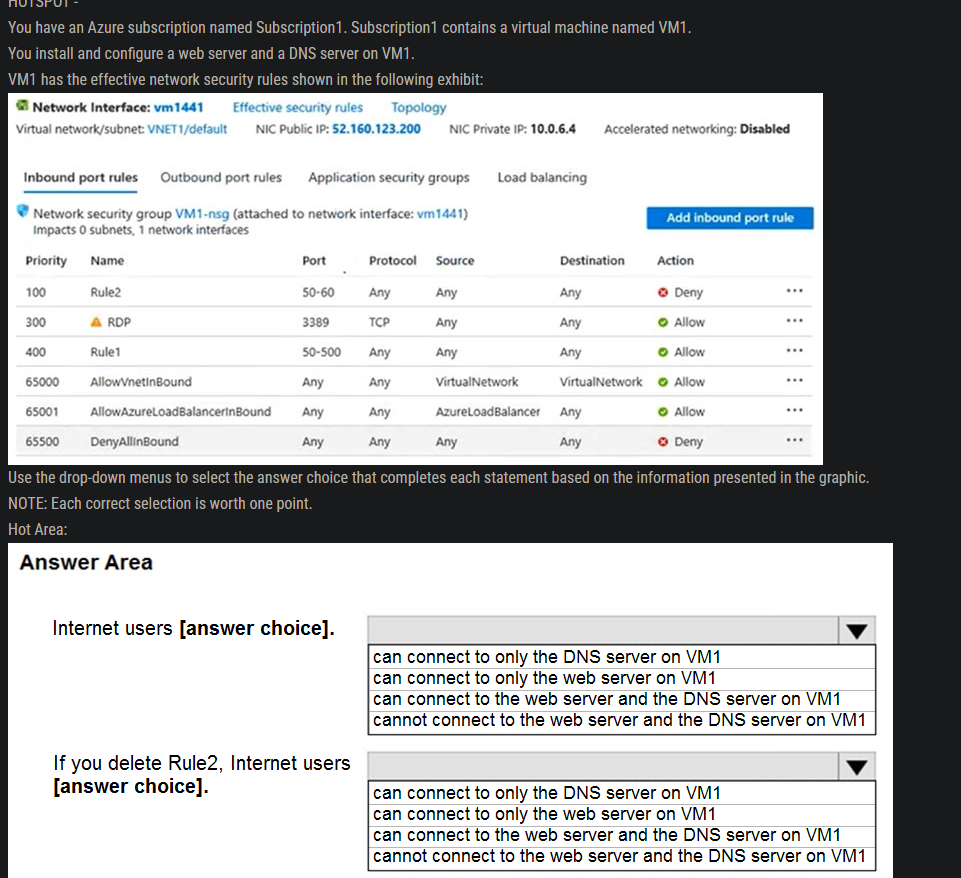 HOTSPOT -
You have an Azure subscription named Subscription1. Subscription1 contains a virtual machine named VM1.
You install and configure a web server and a DNS server on VM1.
VM1 has the effective network security rules shown in the following exhibit:
Network Interface: vm1441 Effective security rules Topology
Virtual network/subnet: VNET1/default NIC Public IP: 52.160.123.200 NIC Private IP: 10.0.6.4 Accelerated networking: Disabled
Inbound port rules Outbound port rules Application security groups Load balancing
Network security group VM1-nsg (attached to network interface: vm1441)
Impacts 0 subnets, 1 network interfaces
Add inbound port rule
Priority Name Port Protocol Source Destination Action
100 Rule2 50-60 Any Any Any Deny ...
300 RDP 3389 TCP Any Any Allow ...
400 Rule1 50-500 Any Any Any Allow ...
65000 AllowVnetInBound Any Any VirtualNetwork VirtualNetwork Allow ...
65001 AllowAzureLoadBalancerInBound Any Any AzureLoadBalancer Any Allow ...
65500 DenyAllInBound Any Any Any Any Deny ...
Use the drop-down menus to select the answer choice that completes each statement based on the information presented in the graphic.
NOTE: Each correct selection is worth one point.
Hot Area:
Answer Area
Internet users [answer choice].
can connect to only the DNS server on VM1
can connect to only the web server on VM1
can connect to the web server and the DNS server on VM1
cannot connect to the web server and the DNS server on VM1
If you delete Rule2, Internet users
[answer choice].
can connect to only the DNS server on VM1
can connect to only the web server on VM1
can connect to the web server and the DNS server on VM1
cannot connect to the web server and the DNS server on VM1